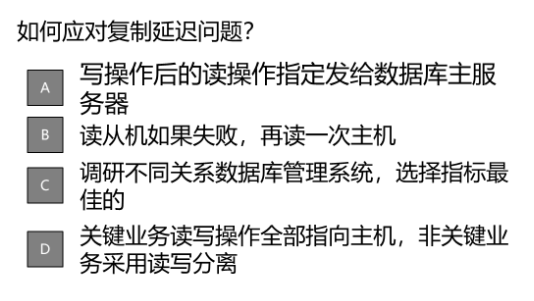 如何应对复制延迟问题？
A 写操作后的读操作指定发给数据库主服
务器
B 读从机如果失败，再读一次主机
C 调研不同关系数据库管理系统，选择指标最
佳的
D 关键业务读写操作全部指向主机，非关键业
务采用读写分离